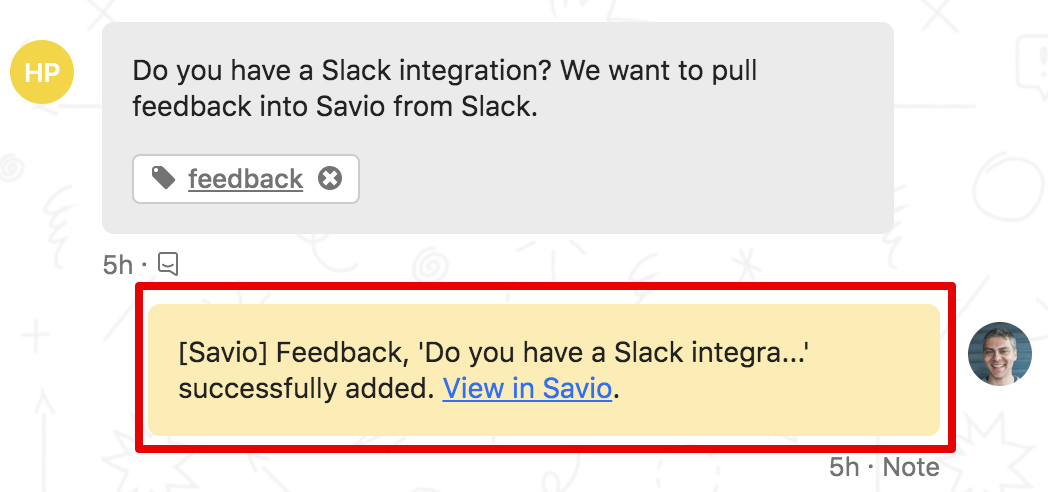 HP
Do you have a Slack integration? We want to pull
feedback into Savio from Slack.
feedback
5h ·
[Savio] Feedback, 'Do you have a Slack integra...'
successfully added. View in Savio.
5h · Note